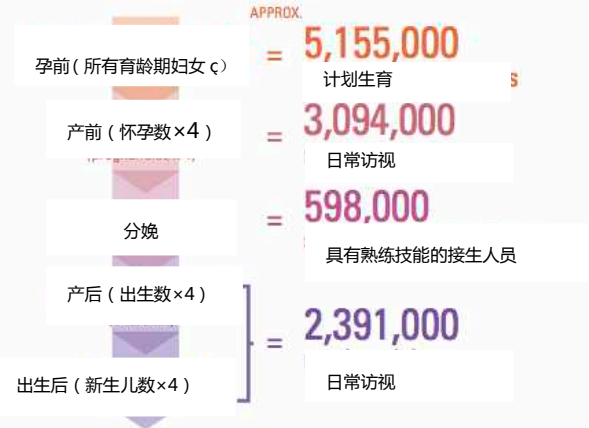 APPROX.
孕前(所有育龄期妇女ç)
= 5,155,000
计划生育
产前(怀孕数×4)
= 3,094,000
日常访视
分娩
= 598,000
具有熟练技能的接生人员
产后(出生数×4)
= 2,391,000
出生后(新生儿数×4)
日常访视